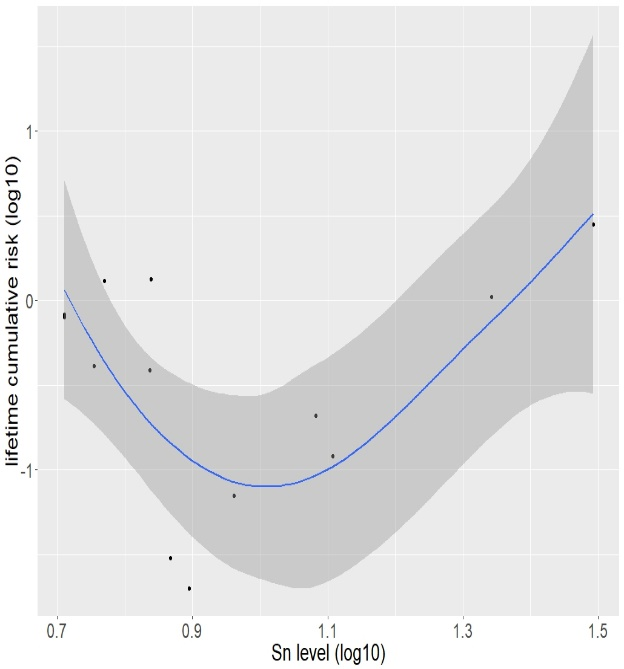 lifetime cumulative risk (log10)
1
0
-1
0.7 0.9 1.1 1.3 1.5
Sn level (log10)